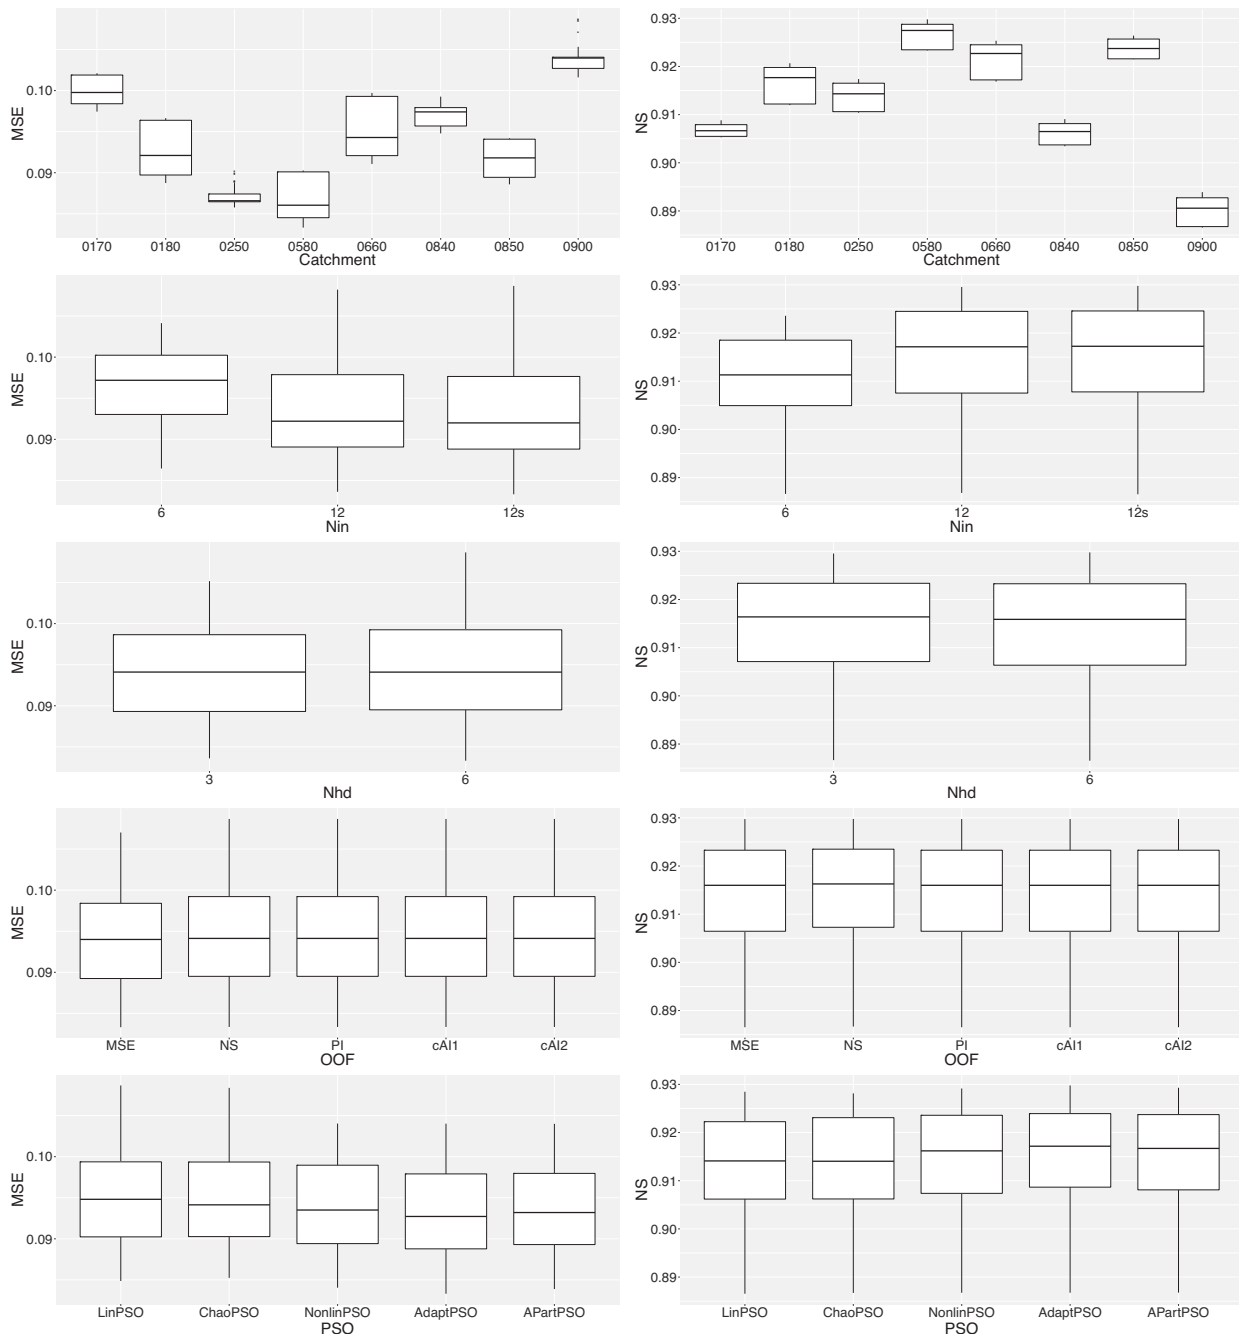 MSE
0.10
0.09
0170 0180 0250 0580 0660 0840 0850 0900
Catchment
NS
0.93
0.92
0.91
0.90
0.89
0170 0180 0250 0580 0660 0840 0850 0900
Catchment
MSE
0.10
0.09
6 12 12s
Nin
NS
0.93
0.92
0.91
0.90
0.89
6 12 12s
Nin
MSE
0.10
0.09
3 6
Nhd
NS
0.93
0.92
0.91
0.90
0.89
3 6
Nhd
MSE
0.10
0.09
MSE NS PI cAI1 cAI2
OOF
NS
0.93
0.92
0.91
0.90
0.89
MSE NS PI cAI1 cAI2
OOF
MSE
0.10
0.09
LinPSO ChaoPSO NonlinPSO AdaptPSO APartPSO
PSO
NS
0.93
0.92
0.91
0.90
0.89
LinPSO ChaoPSO NonlinPSO AdaptPSO APartPSO
PSO